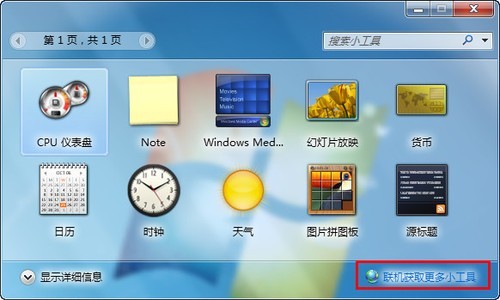 第 1 页 , 共 1 页
搜索小工具
CPU 仪表盘
Note
Windows Med...
幻灯片放映
货币
日历
时钟
天气
图片拼图板
源标题
显示详细信息
联机获取更多小工具